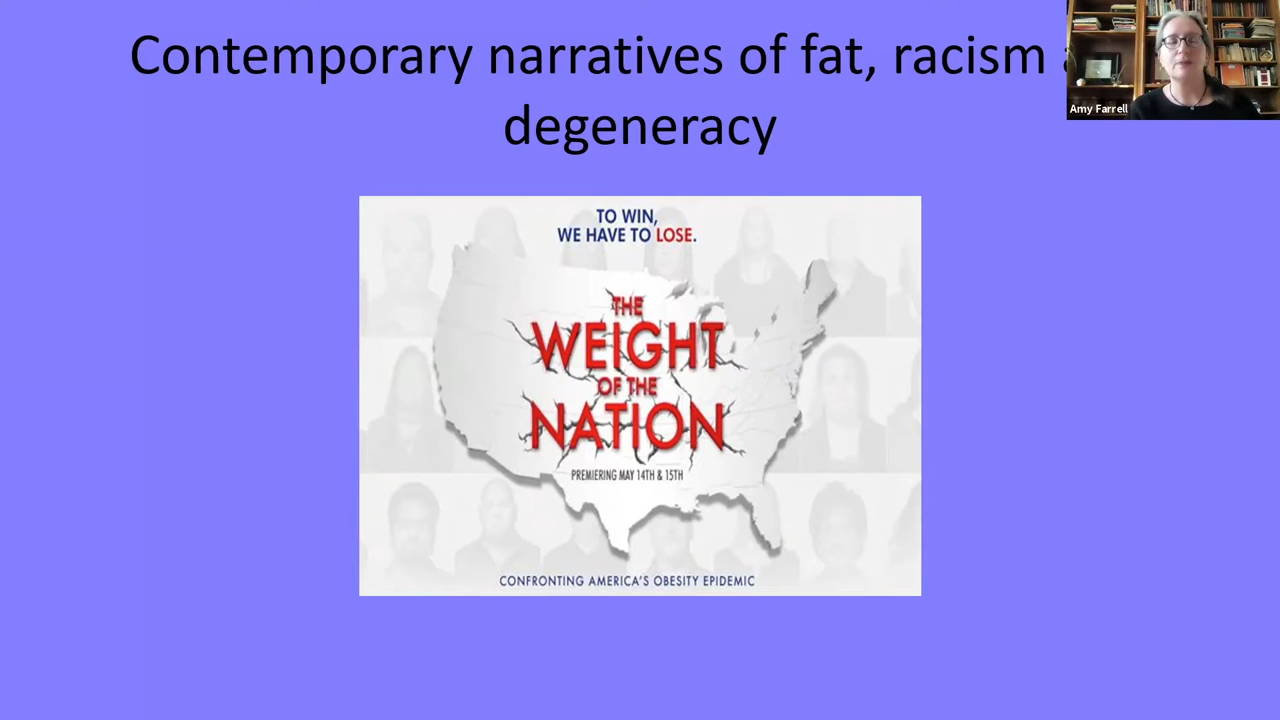 Contemporary narratives of fat, racism
degeneracy
Amy Farrell
TO WIN,
WE HAVE TO LOSE.
THE
WEIGHT
OF THE
NATION
PREMIERING MAY 14TH & 15TH
CONFRONTING AMERICA'S OBESITY EPIDEMIC